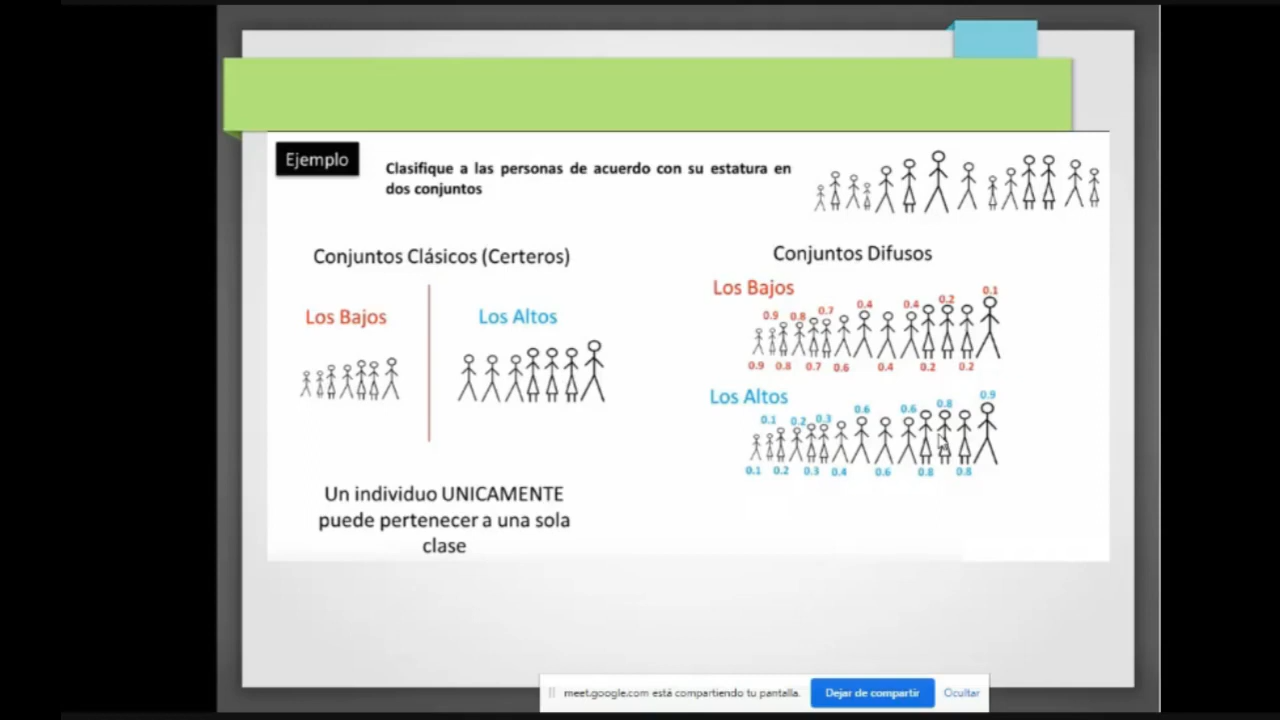 Ejemplo
Clasifique a las personas de acuerdo con su estatura en
dos conjuntos
Conjuntos Clásicos (Certeros)
Los Bajos
Los Altos
Un individuo UNICAMENTE
puede pertenecer a una sola
clase
Conjuntos Difusos
Los Bajos
0.9 0.8 0.7 0.4 0.4 0.2 0.1
0.9 0.8 0.7 0.6 0.4 0.2 0.2
Los Altos
0.1 0.2 0.3 0.6 0.6 0.8 0.9
0.1 0.2 0.3 0.4 0.6 0.8 0.8
meet.google.com está compartiendo tu pantalla.
Dejar de compartir
Ocultar